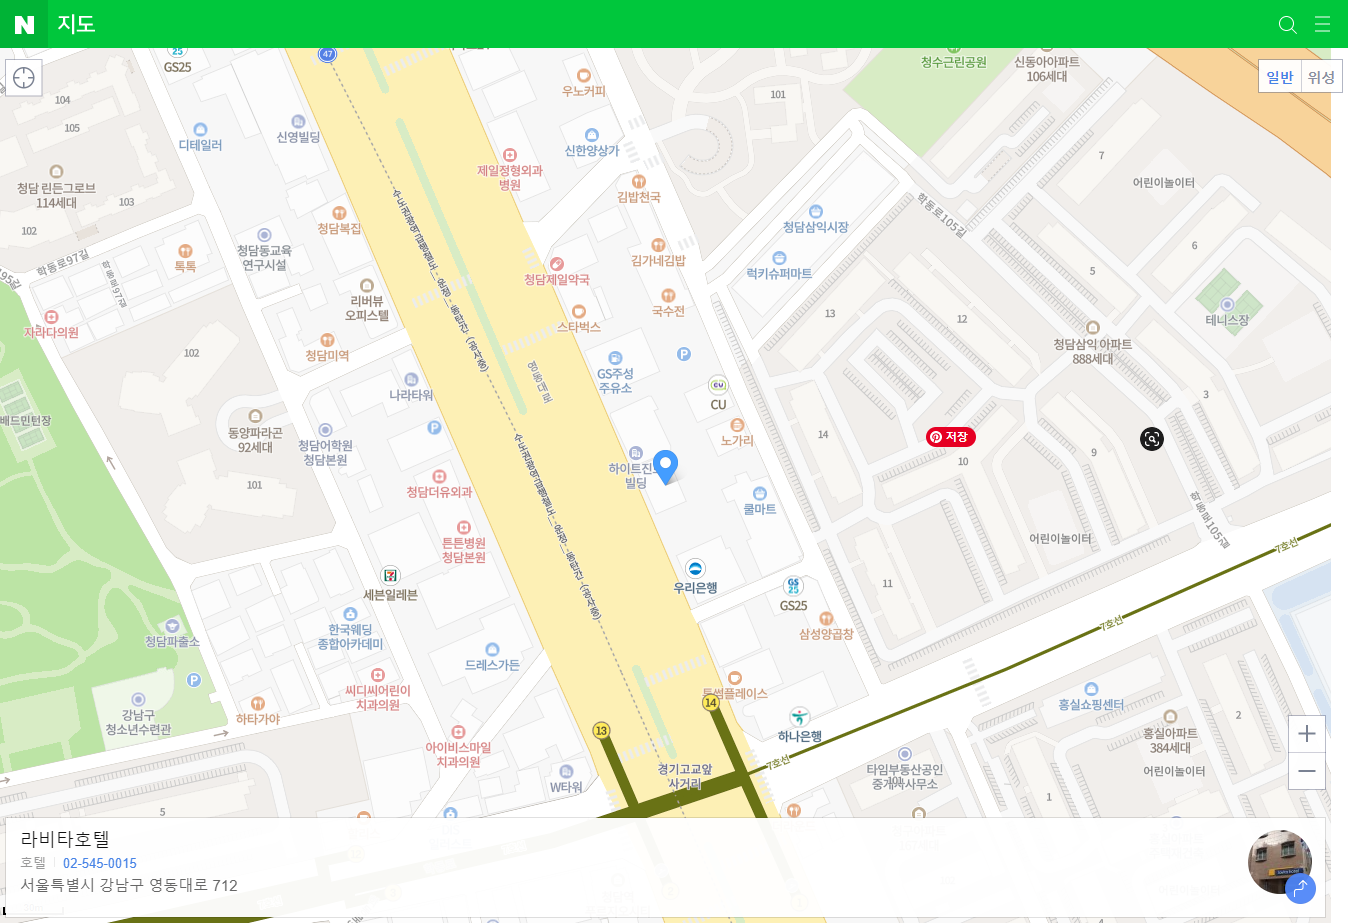 N 지도
47
25
GS25
청수근린공원
신동아아파트
106세대
일반 위성
우노커피
104
101
105
디테일러
신영빌딩
신한양상가
7
제일정형외과
병원
청담 린든그로브
114세대
103
김밥천국
어린이놀이터
학동로105길
102
청담복집
청담삼익시장
청담동교육
연구시설
톡톡
학동로97길
학동로97길
김가네김밥
6
럭키슈퍼마트
5
청담제일약국
리버뷰
오피스텔
국수전
테니스장
자라다의원
스타벅스
13
12
청담미역
청담삼익아파트
888세대
102
GS주성
주유소
P
영동대로
나라타워
CU
CU
3
배드민턴장
동양파라곤
92세대
P
청담어학원
청담본원
노가리
14
저장
10
9
하이트진
빌딩
101
청담더유외과
쿨마트
학동로105길
튼튼병원
청담본원
어린이놀이터
7호선
7
세븐일레븐
우리은행
GS
25
GS25
11
한국웨딩
종합아카데미
청담파출소
삼성양곱창
7호선
드레스가든
P
씨디씨어린이
치과의원
투썸플레이스
14
강남구
청소년수련관
하타가야
13
홍실쇼핑센터
하나은행
2
아이비스마일
치과의원
홍실아파트
384세대
7호선
경기고교앞
사거리
타임부동산공인
중개사사무소
101
어린이놀이터
W타워
1
5
라비타호텔
호텔 02-545-0015
서울특별시 강남구 영동대로 712